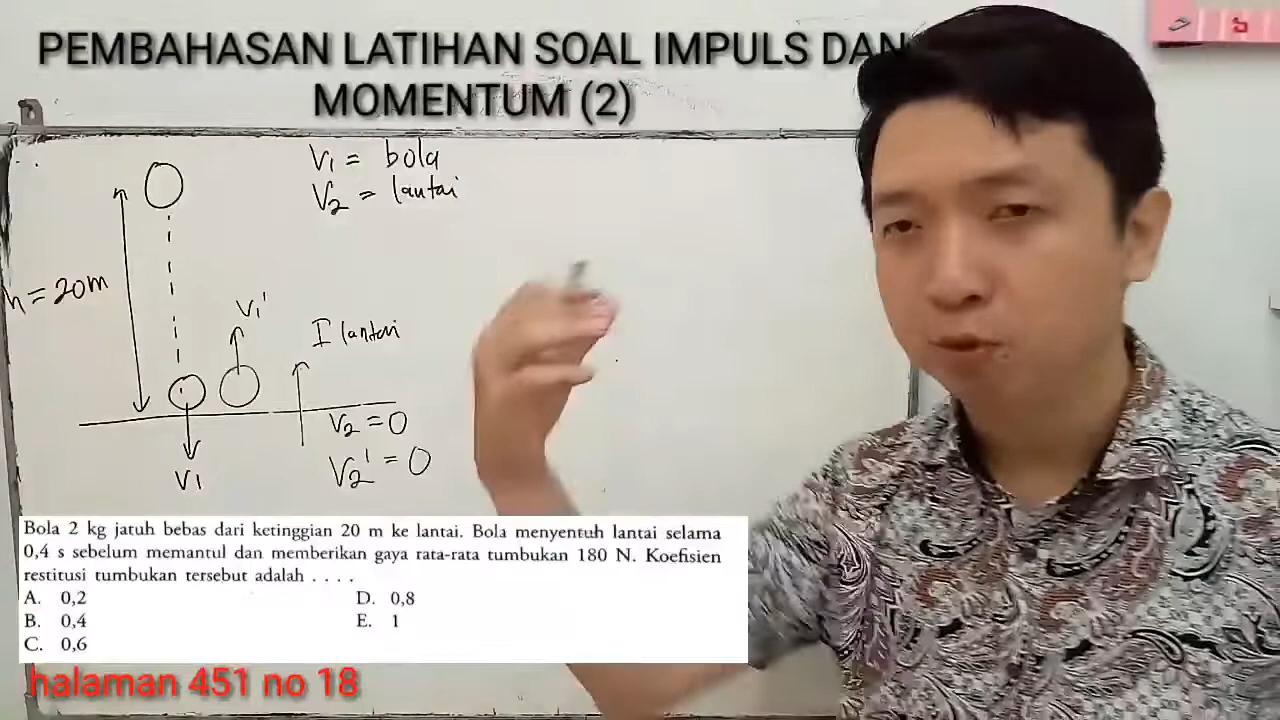 PEMBAHASAN LATIHAN SOAL IMPULS DAN
MOMENTUM (2)
V1 = bola
V2 = lantai
h = 20m
V1'
I lantai
V2 = 0
V2' = 0
V1
Bola 2 kg jatuh bebas dari ketinggian 20 m ke lantai. Bola menyentuh lantai selama
0,4 s sebelum memantul dan memberikan gaya rata-rata tumbukan 180 N. Koefisien
restitusi tumbukan tersebut adalah . . . .
A. 0,2
B. 0,4
C. 0,6
D. 0,8
E. 1
halaman 451 no 18